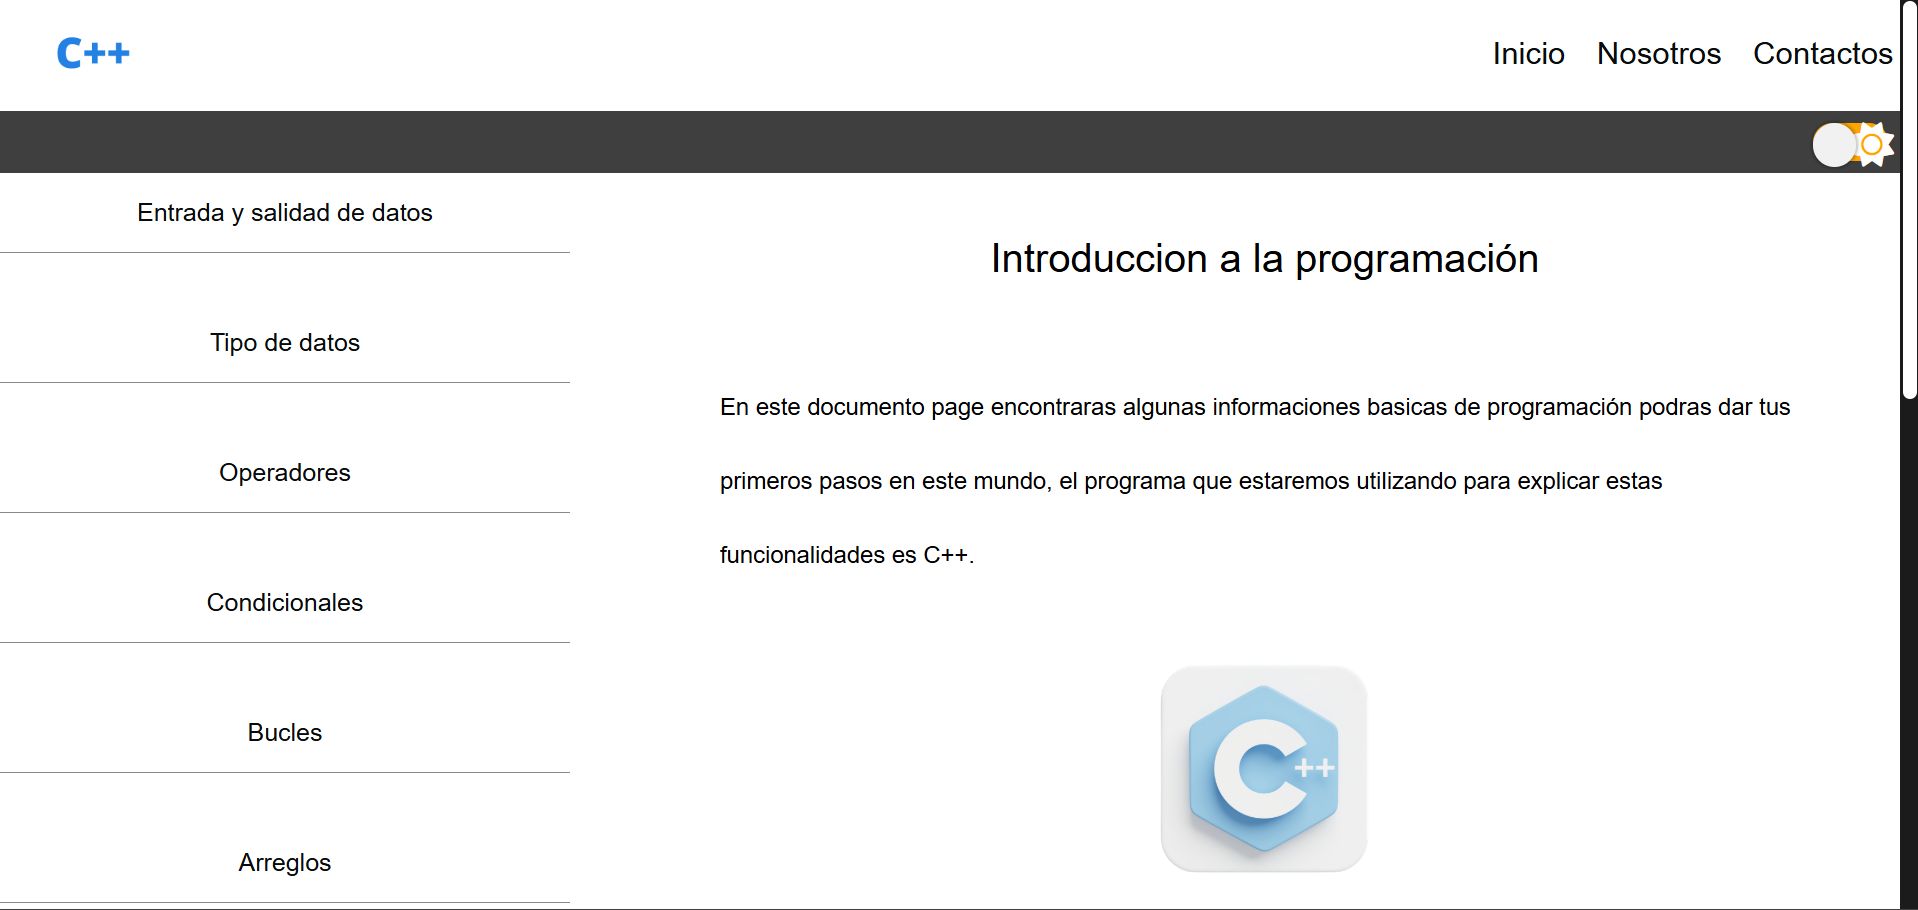 C++
Inicio Nosotros Contactos
Entrada y salidad de datos
Tipo de datos
Operadores
Condicionales
Bucles
Arreglos
Introduccion a la programación
En este documento page encontraras algunas informaciones basicas de programación podras dar tus
primeros pasos en este mundo, el programa que estaremos utilizando para explicar estas
funcionalidades es C++.
C++